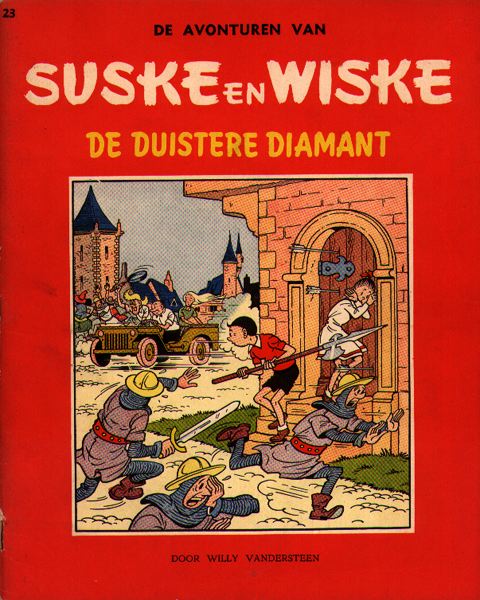 23
DE AVONTUREN VAN
SUSKE EN WISKE
DE DUISTERE DIAMANT
DOOR WILLY VANDERSTEEN